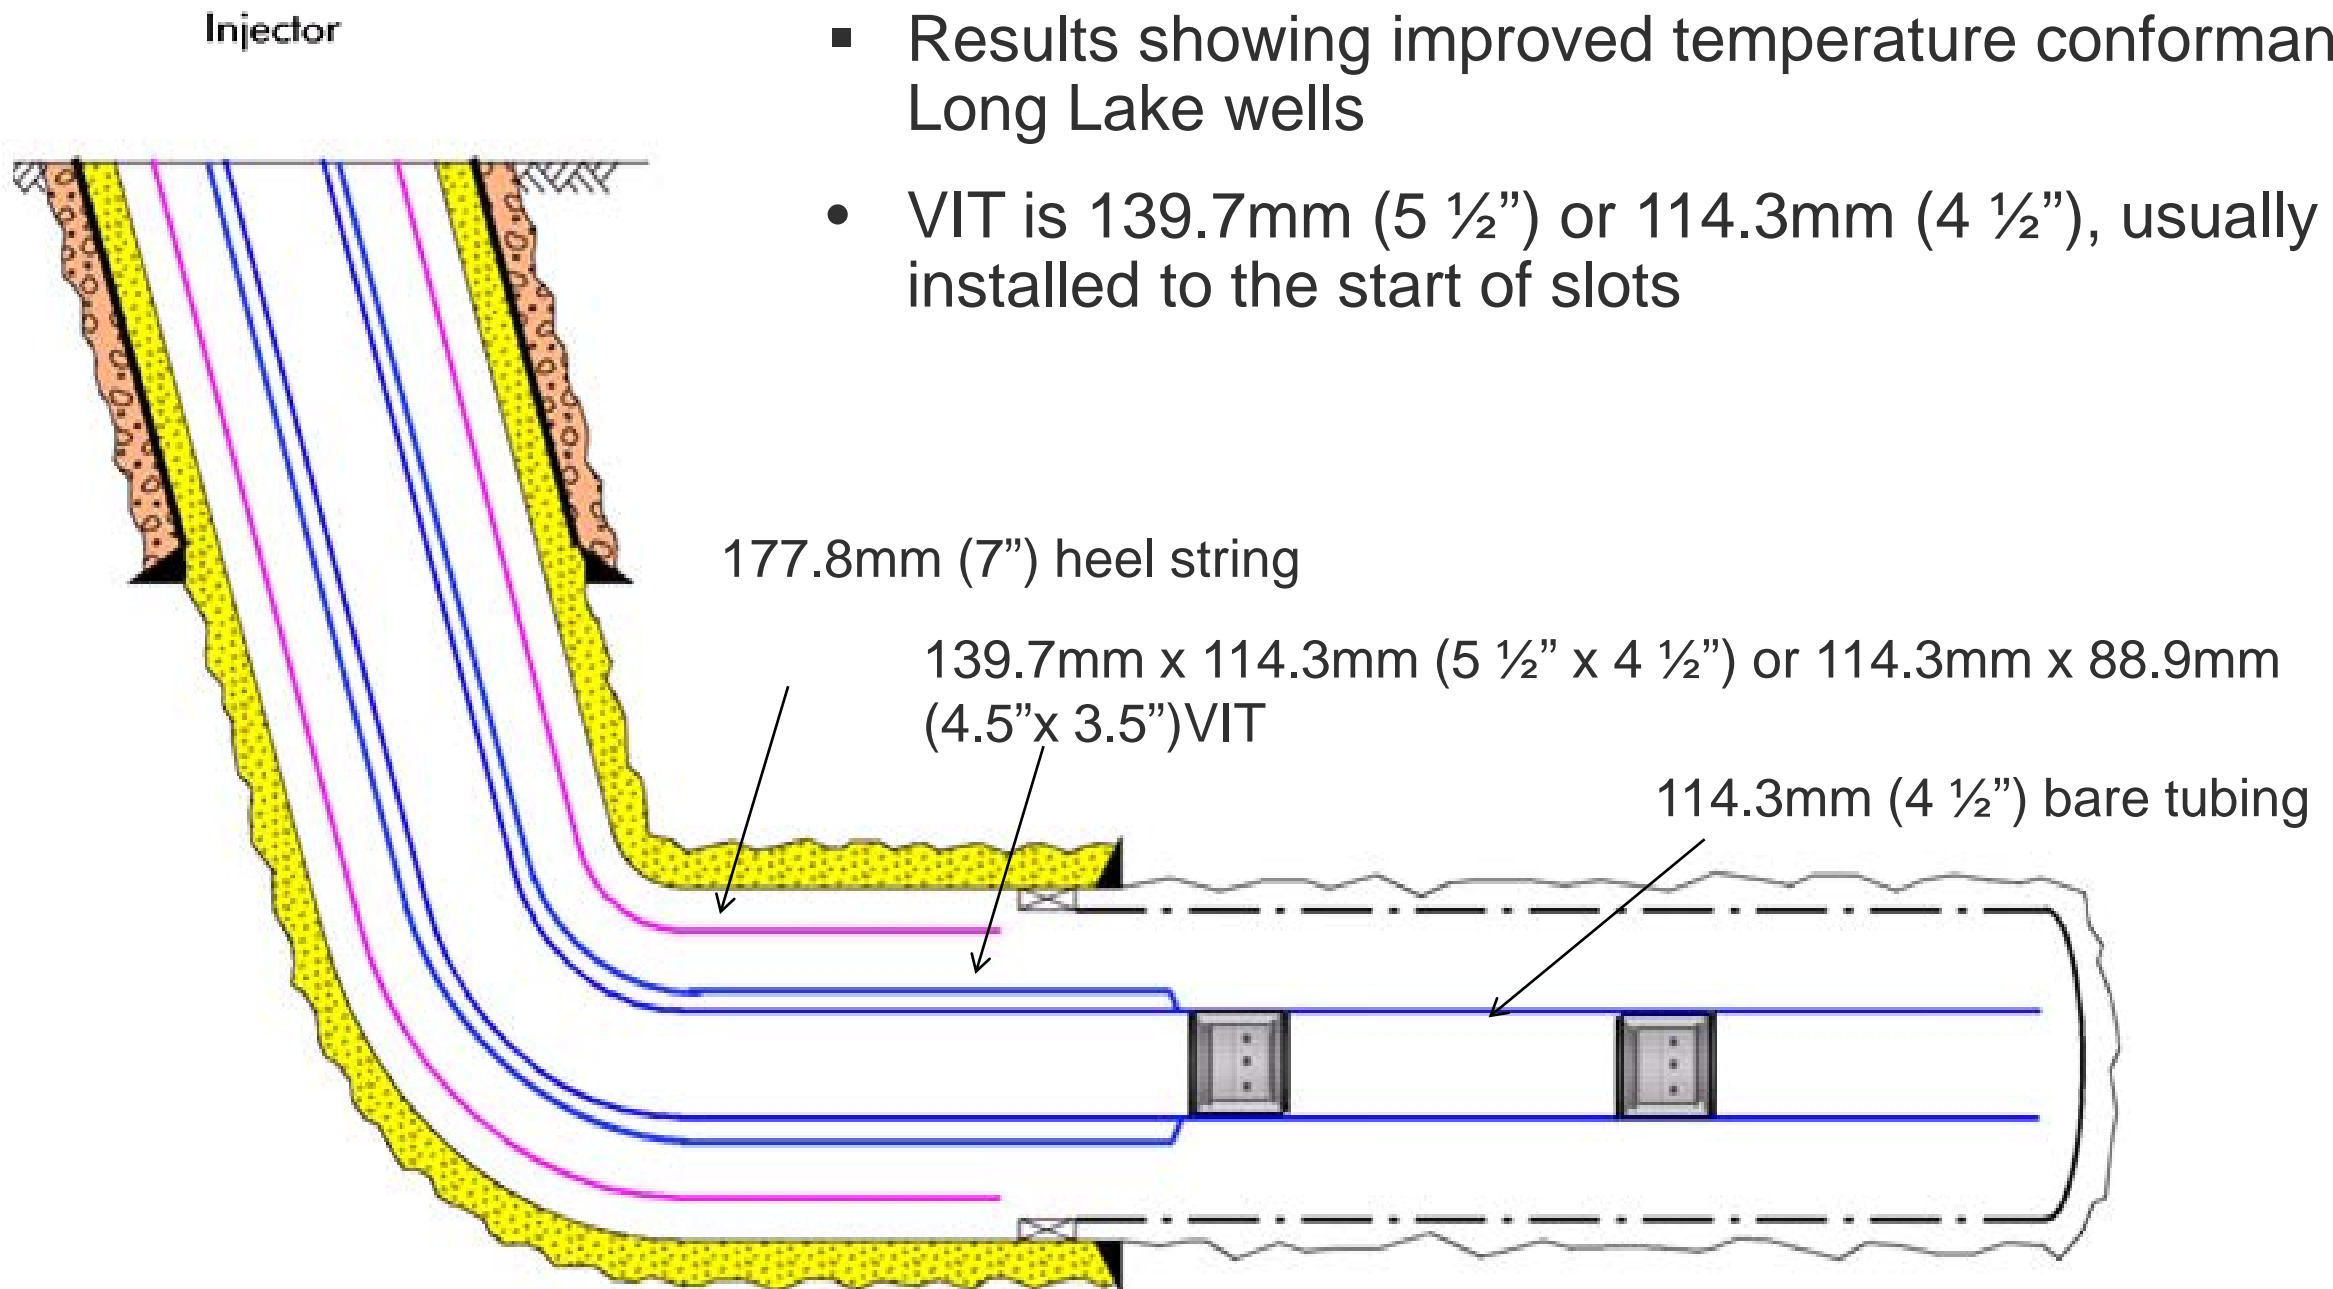 Injector
▪ Results showing improved temperature conforman
Long Lake wells
• VIT is 139.7mm (5 ½”) or 114.3mm (4 ½”), usually
installed to the start of slots
177.8mm (7”) heel string
139.7mm x 114.3mm (5 ½” x 4 ½”) or 114.3mm x 88.9mm
(4.5”x 3.5”)VIT
114.3mm (4 ½”) bare tubing